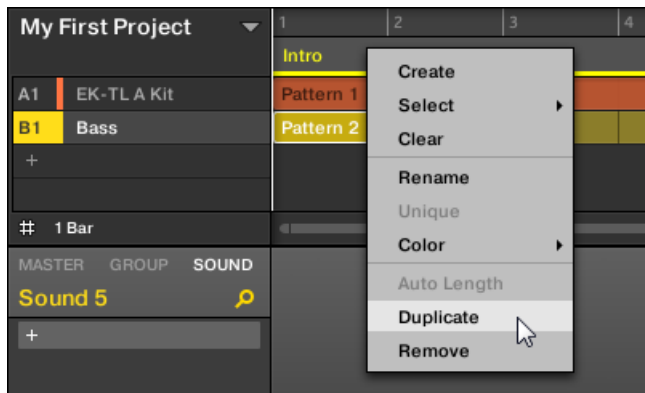 My First Project
1 2 3 4
Intro
A1 EK-TL A Kit Pattern 1
B1 Bass Pattern 2
+
# 1 Bar
MASTER GROUP SOUND
Sound 5
+
Create
Select
Clear
Rename
Unique
Color
Auto Length
Duplicate
Remove